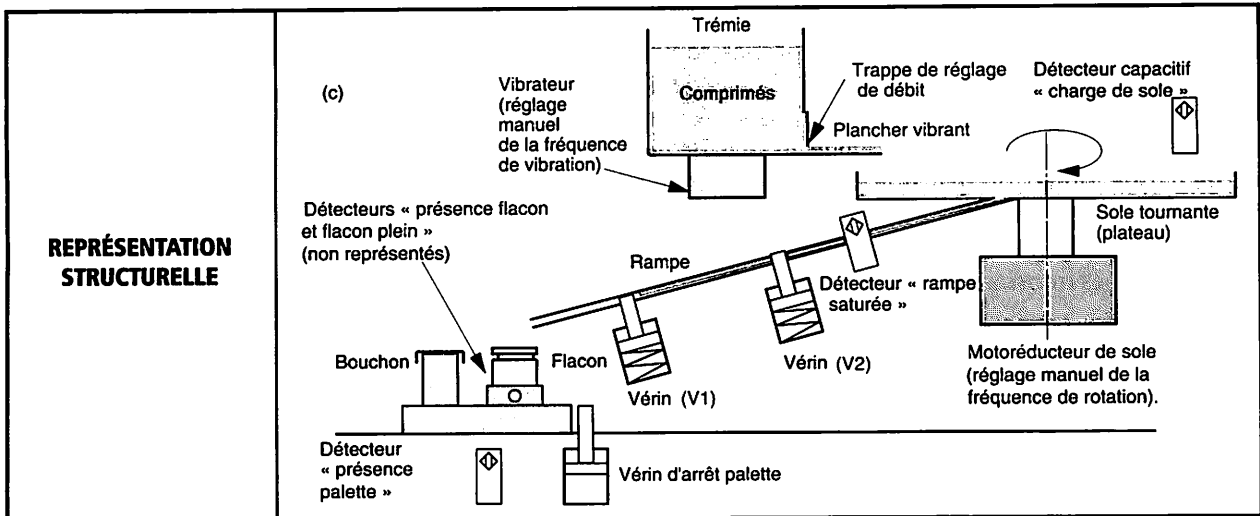 REPRÉSENTATION
STRUCTURELLE
(c)
Trémie
Comprimés
Vibrateur
(réglage
manuel
de la fréquence
de vibration)
Trappe de réglage
de débit
Plancher vibrant
Détecteur capacitif
« charge de sole »
Détecteurs « présence flacon
et flacon plein »
(non représentés)
Rampe
Sole tournante
(plateau)
Détecteur « rampe
saturée »
Bouchon
Flacon
Vérin (V1)
Vérin (V2)
Motoréducteur de sole
(réglage manuel de la
fréquence de rotation).
Détecteur
« présence
palette »
Vérin d'arrêt palette